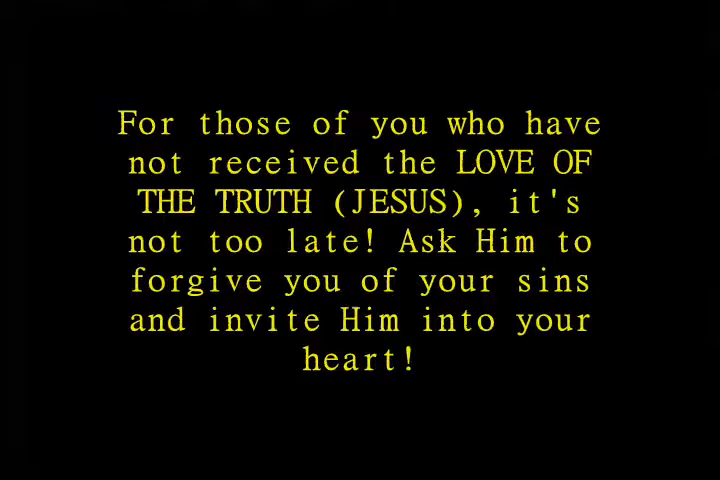 For those of you who have
not received the LOVE OF
THE TRUTH (JESUS), it's
not too late! Ask Him to
forgive you of your sins
and invite Him into your
heart!